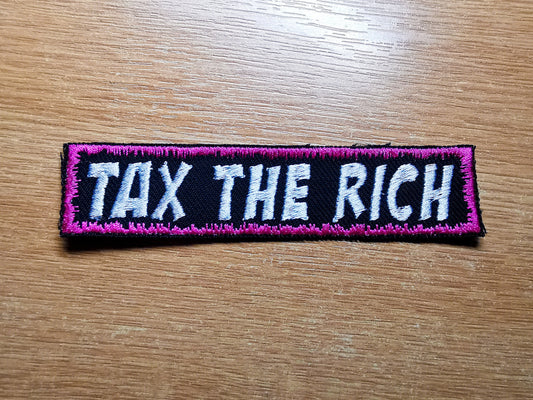 TAX THE RICH